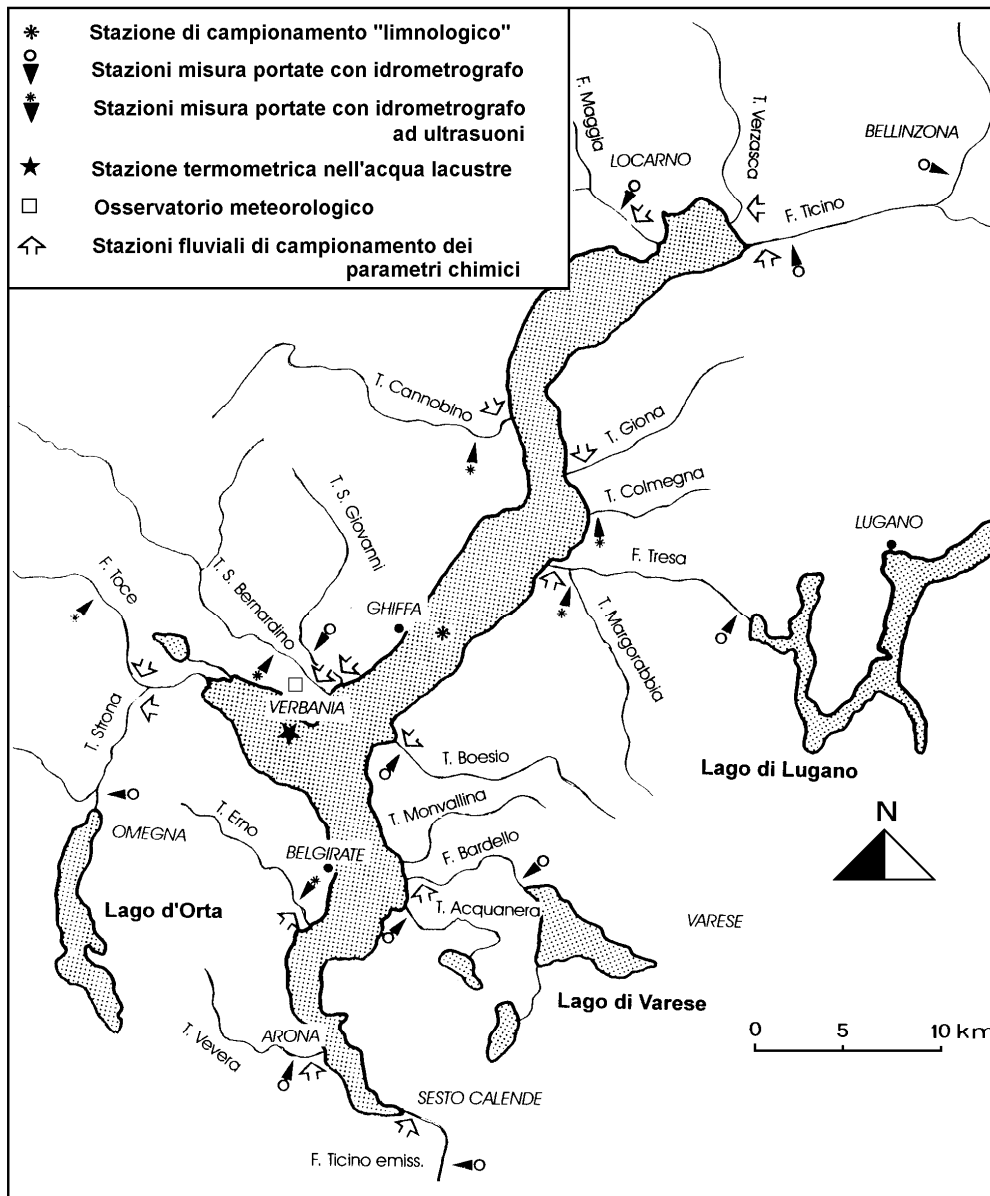 Stazione di campionamento "limnologico"
Stazioni misura portate con idrometrografo
Stazioni misura portate con idrometrografo
ad ultrasuoni
Stazione termometrica nell'acqua lacustre
Osservatorio meteorologico
Stazioni fluviali di campionamento dei
parametri chimici
F. Maggia
T. Verzasca
BELLINZONA
LOCARNO
F. Ticino
T. Cannobino
T. Giona
T. S. Giovanni
T. Colmegna
LUGANO
F. Toce
T. S. Bernardino
GHIFFA
F. Tresa
T. Margorabbia
VERBANIA
T. Strona
T. Boesio
Lago di Lugano
T. Erno
T. Monvallina
N
OMEGNA
BELGIRATE
F. Bardello
Lago d'Orta
T. Acquanera
VARESE
Lago di Varese
T. Vevera
ARONA
0 5 10 km
SESTO CALENDE
F. Ticino emiss.